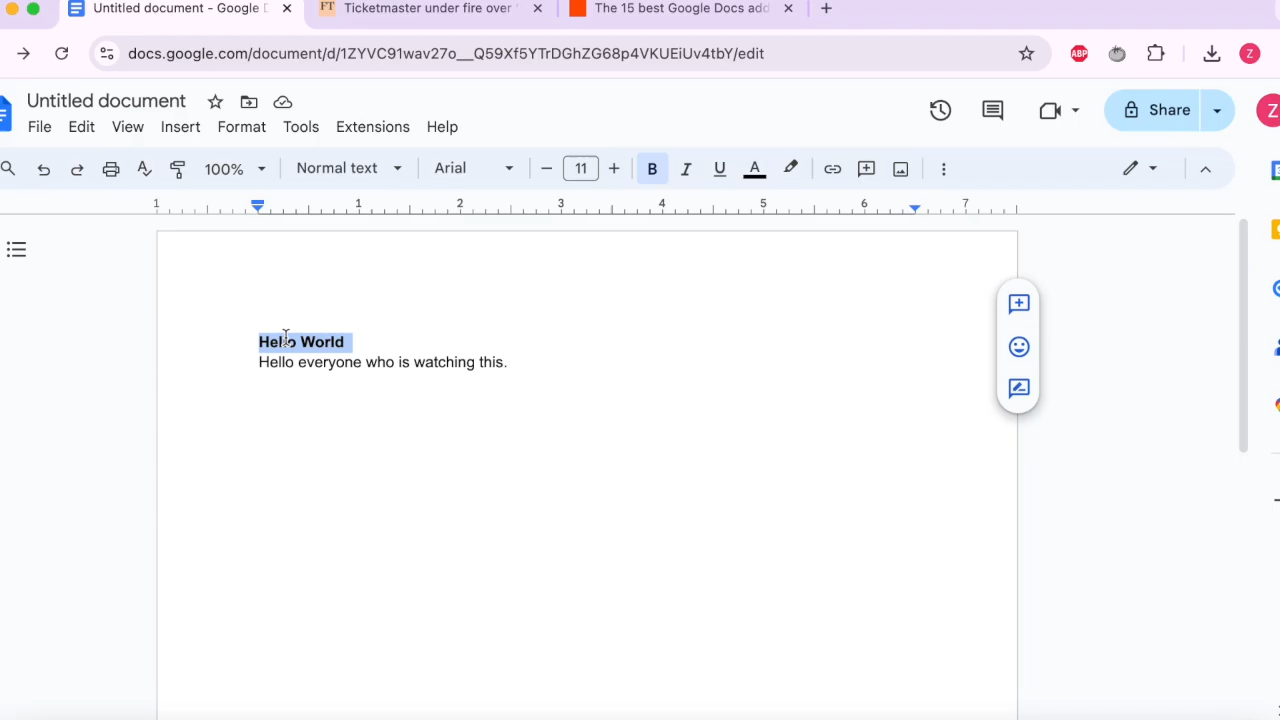 Untitled document - Google D
FT Ticketmaster under fire over
The 15 best Google Docs add
docs.google.com/document/d/1ZYVC91wav27o__Q59Xf5YTrDGhZG68p4VKUEiUv4tbY/edit
ABP
Z
Untitled document
File Edit View Insert Format Tools Extensions Help
Share
Z
100% Normal text Arial 11 B I U A
1 1 2 3 4 5 6 7
Hello World
Hello everyone who is watching this.